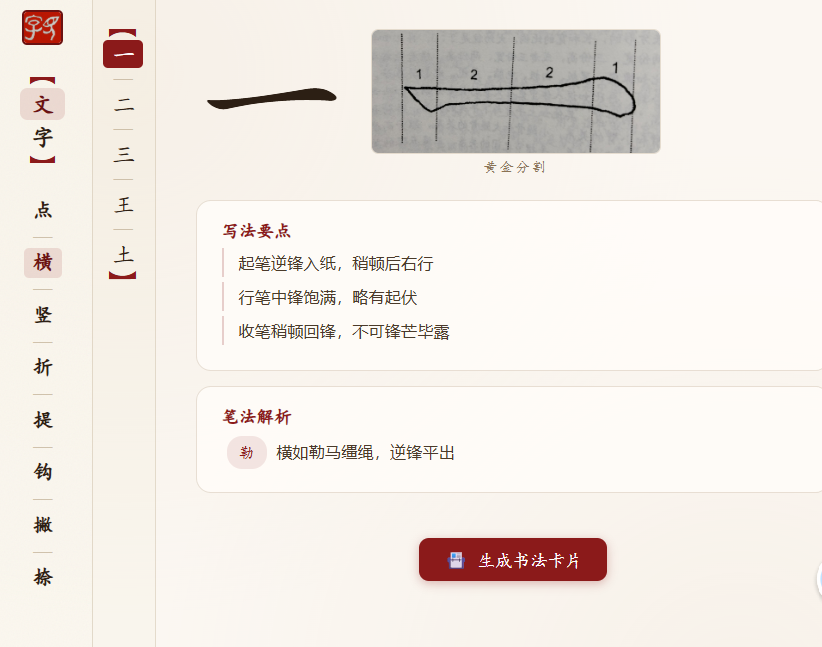 文
字
点
横
竖
折
提
钩
撇
捺
一
二
三
王
土
一
1 2 2 1
黄金分割
写法要点
起笔逆锋入纸，稍顿后右行
行笔中锋饱满，略有起伏
收笔稍顿回锋，不可锋芒毕露
笔法解析
勒 横如勒马缰绳，逆锋平出
生成书法卡片